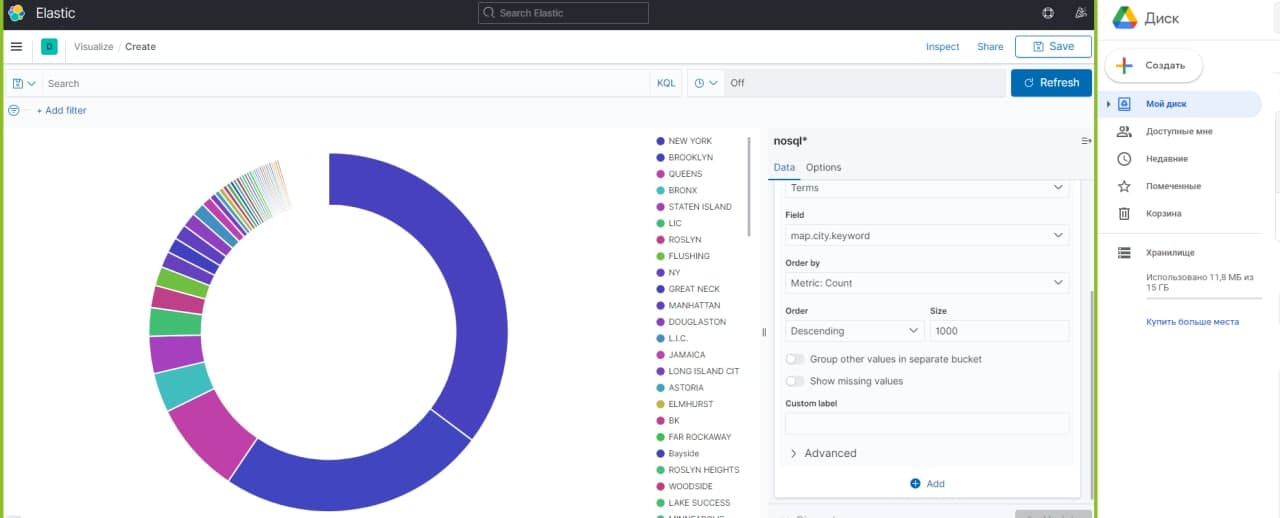 Elastic
Search Elastic
D
Visualize / Create
Inspect
Share
Save
Search
KQL
Off
Refresh
+ Add filter
NEW YORK
BROOKLYN
QUEENS
BRONX
STATEN ISLAND
LIC
ROSLYN
FLUSHING
NY
GREAT NECK
MANHATTAN
DOUGLASTON
L.I.C.
JAMAICA
LONG ISLAND CIT
ASTORIA
ELMHURST
BK
FAR ROCKAWAY
Bayside
ROSLYN HEIGHTS
WOODSIDE
LAKE SUCCESS
nosql*
Data
Options
Terms
Field
map.city.keyword
Order by
Metric: Count
Order
Size
Descending
1000
Group other values in separate bucket
Show missing values
Custom label
Advanced
Add
Диск
Создать
Мой диск
Доступные мне
Недавние
Помеченные
Корзина
Хранилище
Использовано 11,8 МБ из
15 ГБ
Купить больше места